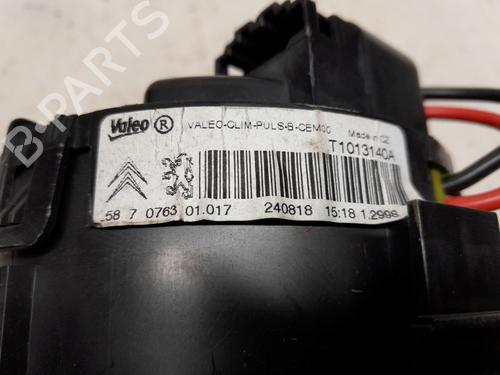 Valeo ® VALEO-CLIM-PULS-B-CEM00 Made in CZ
T1013140A
58 7 0763 01.017 240818 15:18 1.2998
B-PARTS